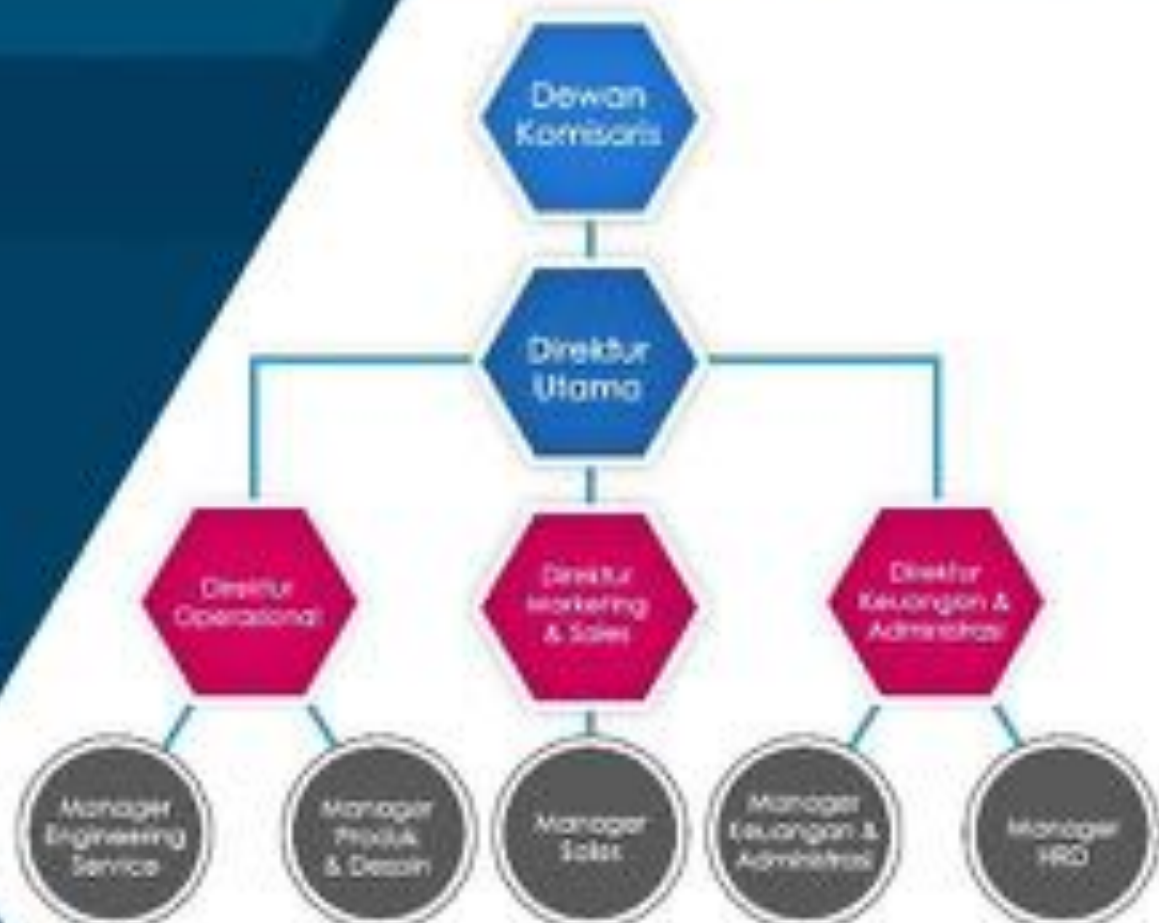 Dewan
Komisaris
Direktur
Utama
Direktur
Operasional
Direktur
Marketing
& Sales
Direktur
Keuangan &
Administrasi
Manager
Engineering
Service
Manager
Produk
& Desain
Manager
Sales
Manager
Keuangan &
Administrasi
Manager
HRD